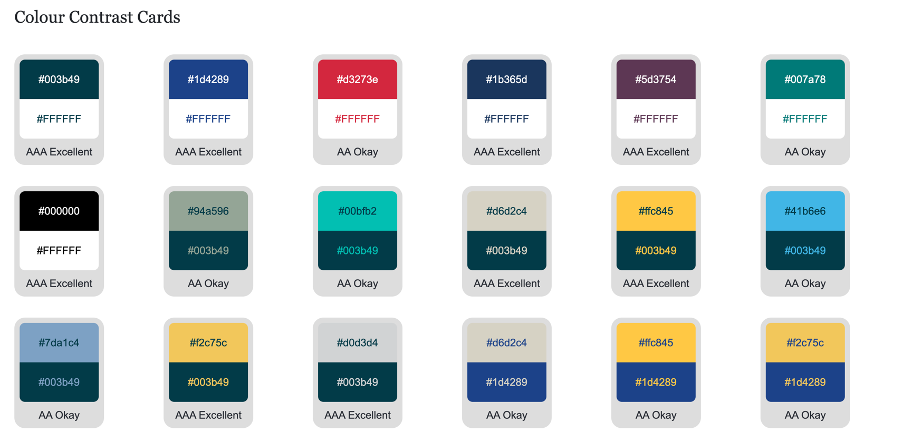 Colour Contrast Cards
#003b49
#FFFFFF
AAA Excellent
#1d4289
#FFFFFF
AAA Excellent
#d3273e
#FFFFFF
AA Okay
#1b365d
#FFFFFF
AAA Excellent
#5d3754
#FFFFFF
AAA Excellent
#007a78
#FFFFFF
AA Okay
#000000
#FFFFFF
AAA Excellent
#94a596
#003b49
AA Okay
#00bfb2
#003b49
AA Okay
#d6d2c4
#003b49
AAA Excellent
#ffc845
#003b49
AAA Excellent
#41b6e6
#003b49
AA Okay
#7da1c4
#003b49
AA Okay
#f2c75c
#003b49
AAA Excellent
#d0d3d4
#003b49
AAA Excellent
#d6d2c4
#1d4289
AA Okay
#ffc845
#1d4289
AA Okay
#f2c75c
#1d4289
AA Okay